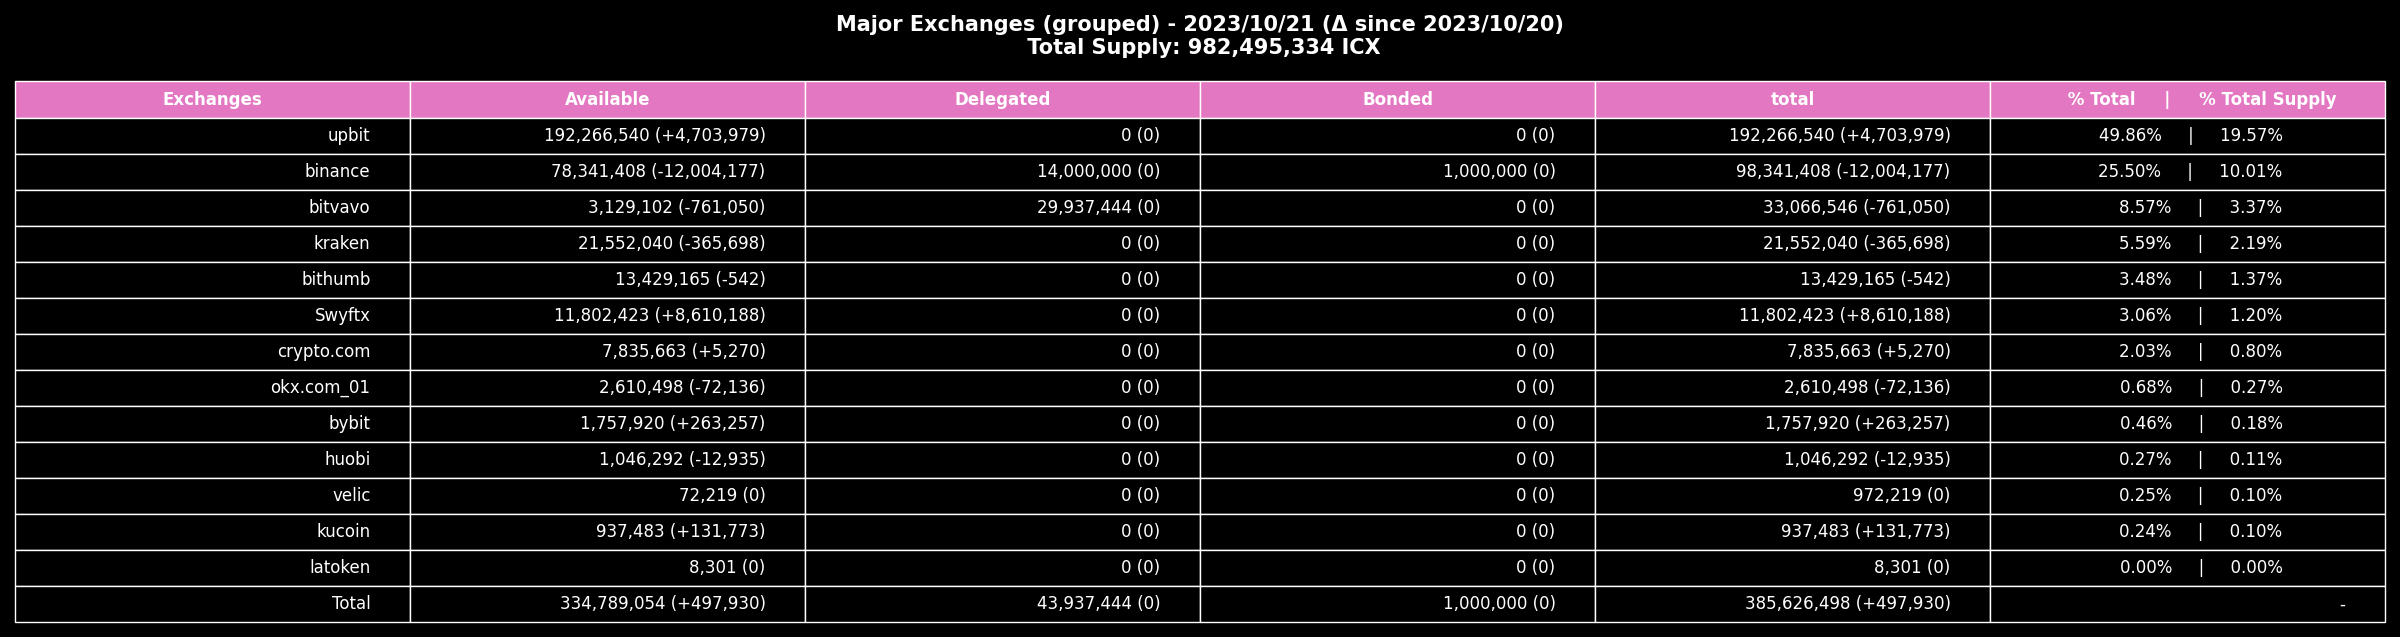 Major Exchanges (grouped) - 2023/10/21 (Δ since 2023/10/20)
Total Supply: 982,495,334 ICX
Exchanges Available Delegated Bonded total % Total | % Total Supply
upbit 192,266,540 (+4,703,979) 0 (0) 0 (0) 192,266,540 (+4,703,979) 49.86% | 19.57%
binance 78,341,408 (-12,004,177) 14,000,000 (0) 1,000,000 (0) 98,341,408 (-12,004,177) 25.50% | 10.01%
bitvavo 3,129,102 (-761,050) 29,937,444 (0) 0 (0) 33,066,546 (-761,050) 8.57% | 3.37%
kraken 21,552,040 (-365,698) 0 (0) 0 (0) 21,552,040 (-365,698) 5.59% | 2.19%
bithumb 13,429,165 (-542) 0 (0) 0 (0) 13,429,165 (-542) 3.48% | 1.37%
Swyftx 11,802,423 (+8,610,188) 0 (0) 0 (0) 11,802,423 (+8,610,188) 3.06% | 1.20%
crypto.com 7,835,663 (+5,270) 0 (0) 0 (0) 7,835,663 (+5,270) 2.03% | 0.80%
okx.com_01 2,610,498 (-72,136) 0 (0) 0 (0) 2,610,498 (-72,136) 0.68% | 0.27%
bybit 1,757,920 (+263,257) 0 (0) 0 (0) 1,757,920 (+263,257) 0.46% | 0.18%
huobi 1,046,292 (-12,935) 0 (0) 0 (0) 1,046,292 (-12,935) 0.27% | 0.11%
velic 72,219 (0) 0 (0) 0 (0) 972,219 (0) 0.25% | 0.10%
kucoin 937,483 (+131,773) 0 (0) 0 (0) 937,483 (+131,773) 0.24% | 0.10%
latoken 8,301 (0) 0 (0) 0 (0) 8,301 (0) 0.00% | 0.00%
Total 334,789,054 (+497,930) 43,937,444 (0) 1,000,000 (0) 385,626,498 (+497,930) -